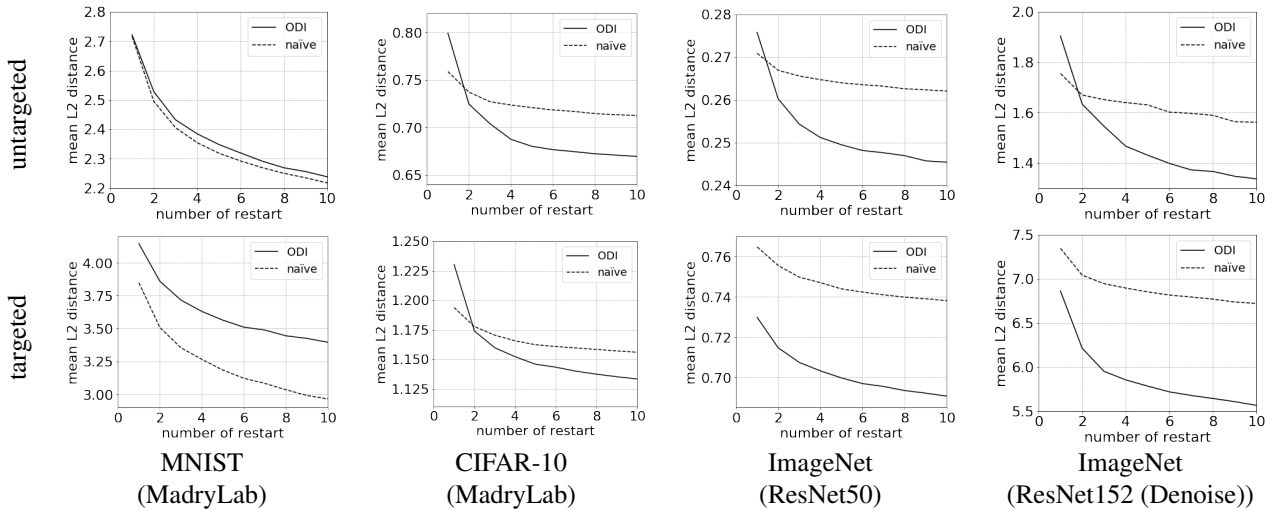 untargeted
2.8
2.7
2.6
2.5
2.4
2.3
2.2
mean L2 distance
0 2 4 6 8 10
number of restart
ODI
naïve
0.80
0.75
0.70
0.65
mean L2 distance
0 2 4 6 8 10
number of restart
ODI
naïve
0.28
0.27
0.26
0.25
0.24
mean L2 distance
0 2 4 6 8 10
number of restart
ODI
naïve
2.0
1.8
1.6
1.4
mean L2 distance
0 2 4 6 8 10
number of restart
ODI
naïve
targeted
4.00
3.75
3.50
3.25
3.00
mean L2 distance
0 2 4 6 8 10
number of restart
ODI
naïve
1.250
1.225
1.200
1.175
1.150
1.125
mean L2 distance
0 2 4 6 8 10
number of restart
ODI
naïve
0.76
0.74
0.72
0.70
mean L2 distance
0 2 4 6 8 10
number of restart
ODI
naïve
7.5
7.0
6.5
6.0
5.5
mean L2 distance
0 2 4 6 8 10
number of restart
ODI
naïve
MNIST
(MadryLab)
CIFAR-10
(MadryLab)
ImageNet
(ResNet50)
ImageNet
(ResNet152 (Denoise))